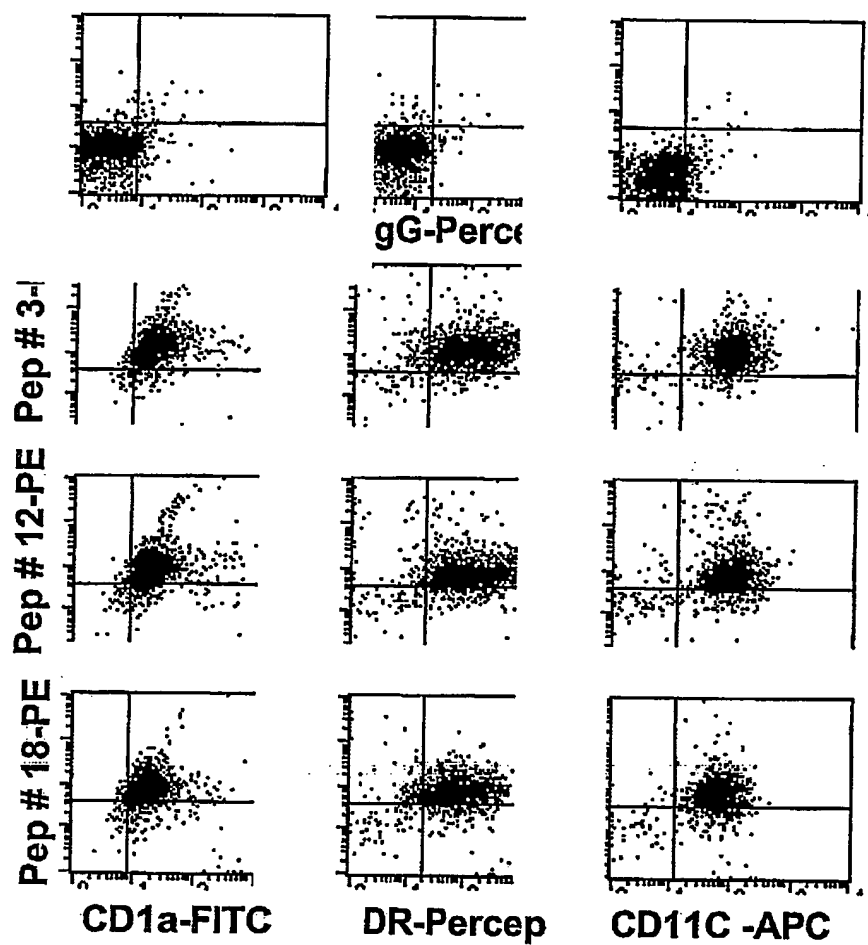 gG-Perce
Pep # 3-
Pep # 12-PE
Pep # 18-PE
CD1a-FITC
DR-Percep
CD11C -APC